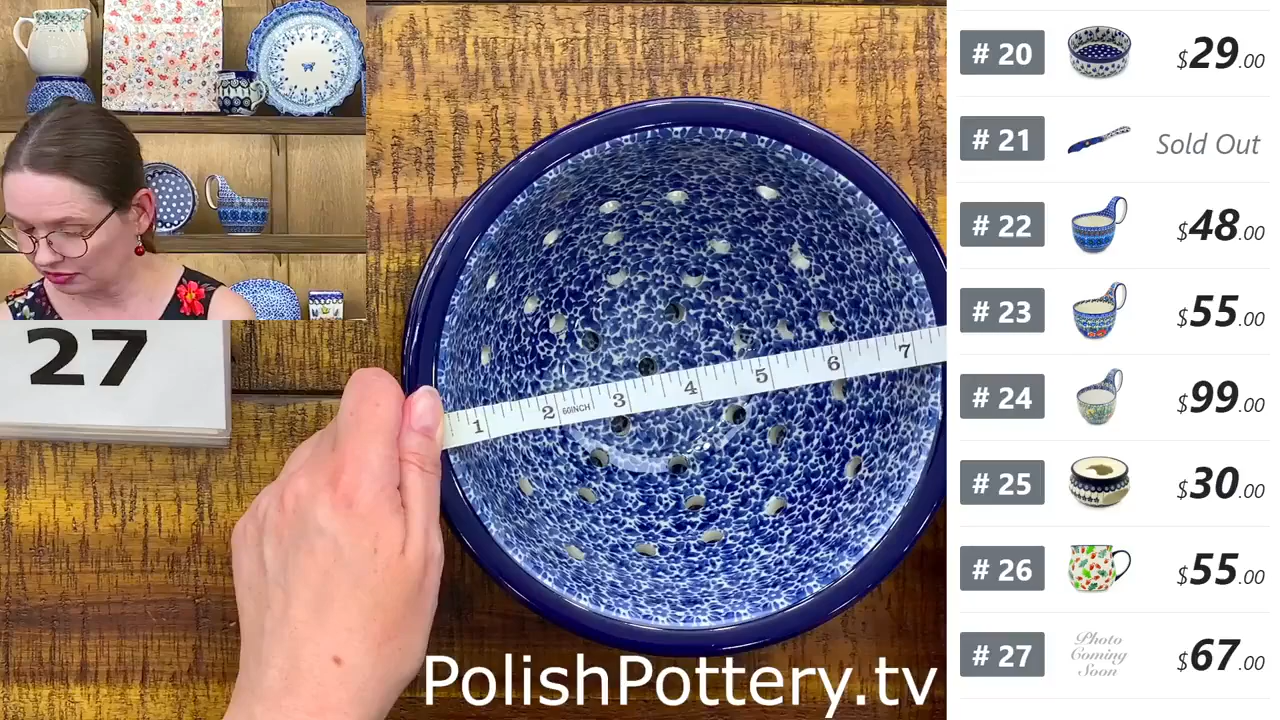 27
1 2 60INCH 3 4 5 6 7
PolishPottery.tv
# 20 $29.00
# 21 Sold Out
# 22 $48.00
# 23 $55.00
# 24 $99.00
# 25 $30.00
# 26 $55.00
# 27 Photo Coming Soon $67.00